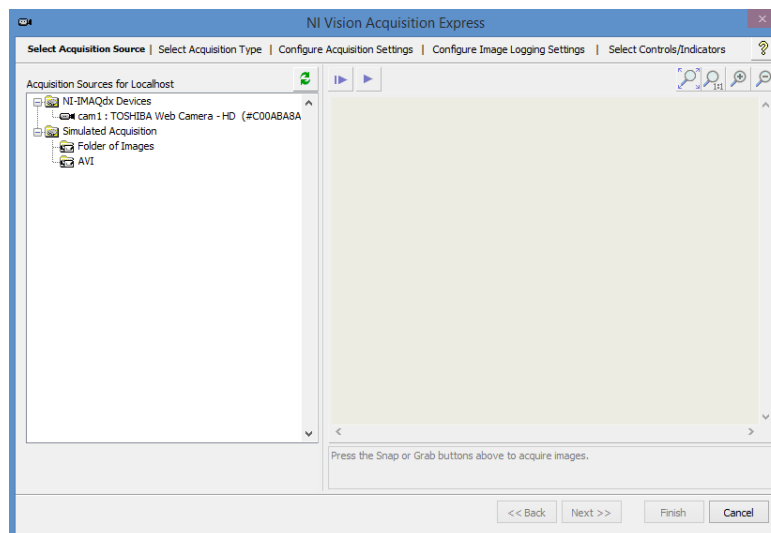 NI Vision Acquisition Express
Select Acquisition Source | Select Acquisition Type | Configure Acquisition Settings | Configure Image Logging Settings | Select Controls/Indicators
Acquisition Sources for Localhost
NI-IMAQdx Devices
cam1 : TOSHIBA Web Camera - HD (#C00ABA8A
Simulated Acquisition
Folder of Images
AVI
1:1
Press the Snap or Grab buttons above to acquire images.
<< Back Next >> Finish Cancel